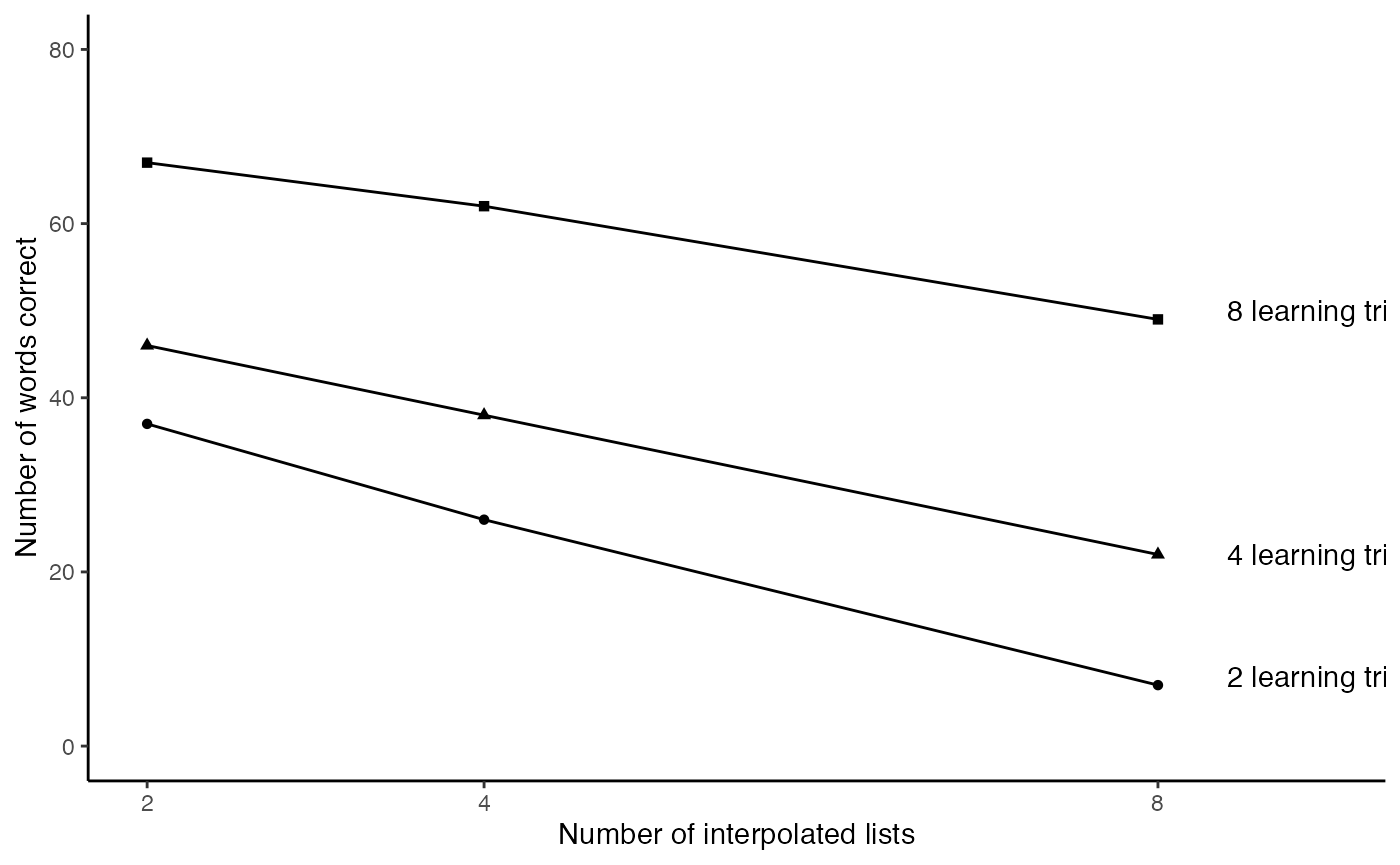 80
60
40
20
0
Number of words correct
8 learning tri
4 learning tri
2 learning tri
2 4 8
Number of interpolated lists